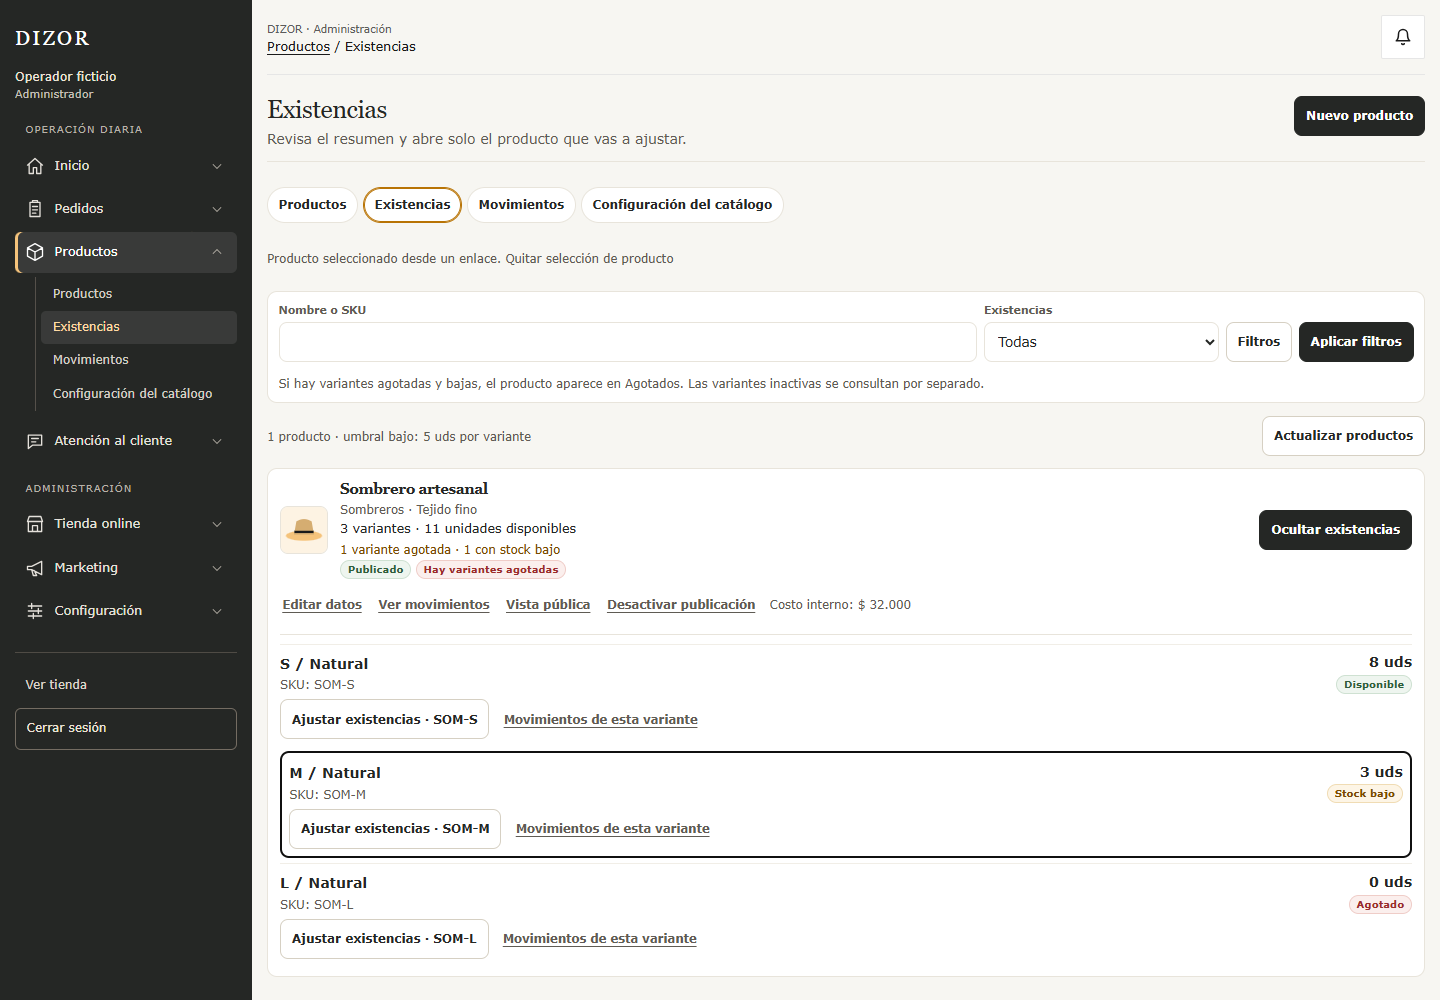 DIZOR
Operador ficticio
Administrador
OPERACIÓN DIARIA
Inicio
Pedidos
Productos
Productos
Existencias
Movimientos
Configuración del catálogo
Atención al cliente
ADMINISTRACIÓN
Tienda online
Marketing
Configuración
Ver tienda
Cerrar sesión
DIZOR · Administración
Productos / Existencias
Existencias
Revisa el resumen y abre solo el producto que vas a ajustar.
Nuevo producto
Productos
Existencias
Movimientos
Configuración del catálogo
Producto seleccionado desde un enlace. Quitar selección de producto
Nombre o SKU
Existencias
Todas
Filtros
Aplicar filtros
Si hay variantes agotadas y bajas, el producto aparece en Agotados. Las variantes inactivas se consultan por separado.
1 producto · umbral bajo: 5 uds por variante
Actualizar productos
Sombrero artesanal
Sombreros · Tejido fino
3 variantes · 11 unidades disponibles
1 variante agotada · 1 con stock bajo
Publicado
Hay variantes agotadas
Ocultar existencias
Editar datos
Ver movimientos
Vista pública
Desactivar publicación
Costo interno: $ 32.000
S / Natural
8 uds
SKU: SOM-S
Disponible
Ajustar existencias · SOM-S
Movimientos de esta variante
M / Natural
3 uds
SKU: SOM-M
Stock bajo
Ajustar existencias · SOM-M
Movimientos de esta variante
L / Natural
0 uds
SKU: SOM-L
Agotado
Ajustar existencias · SOM-L
Movimientos de esta variante